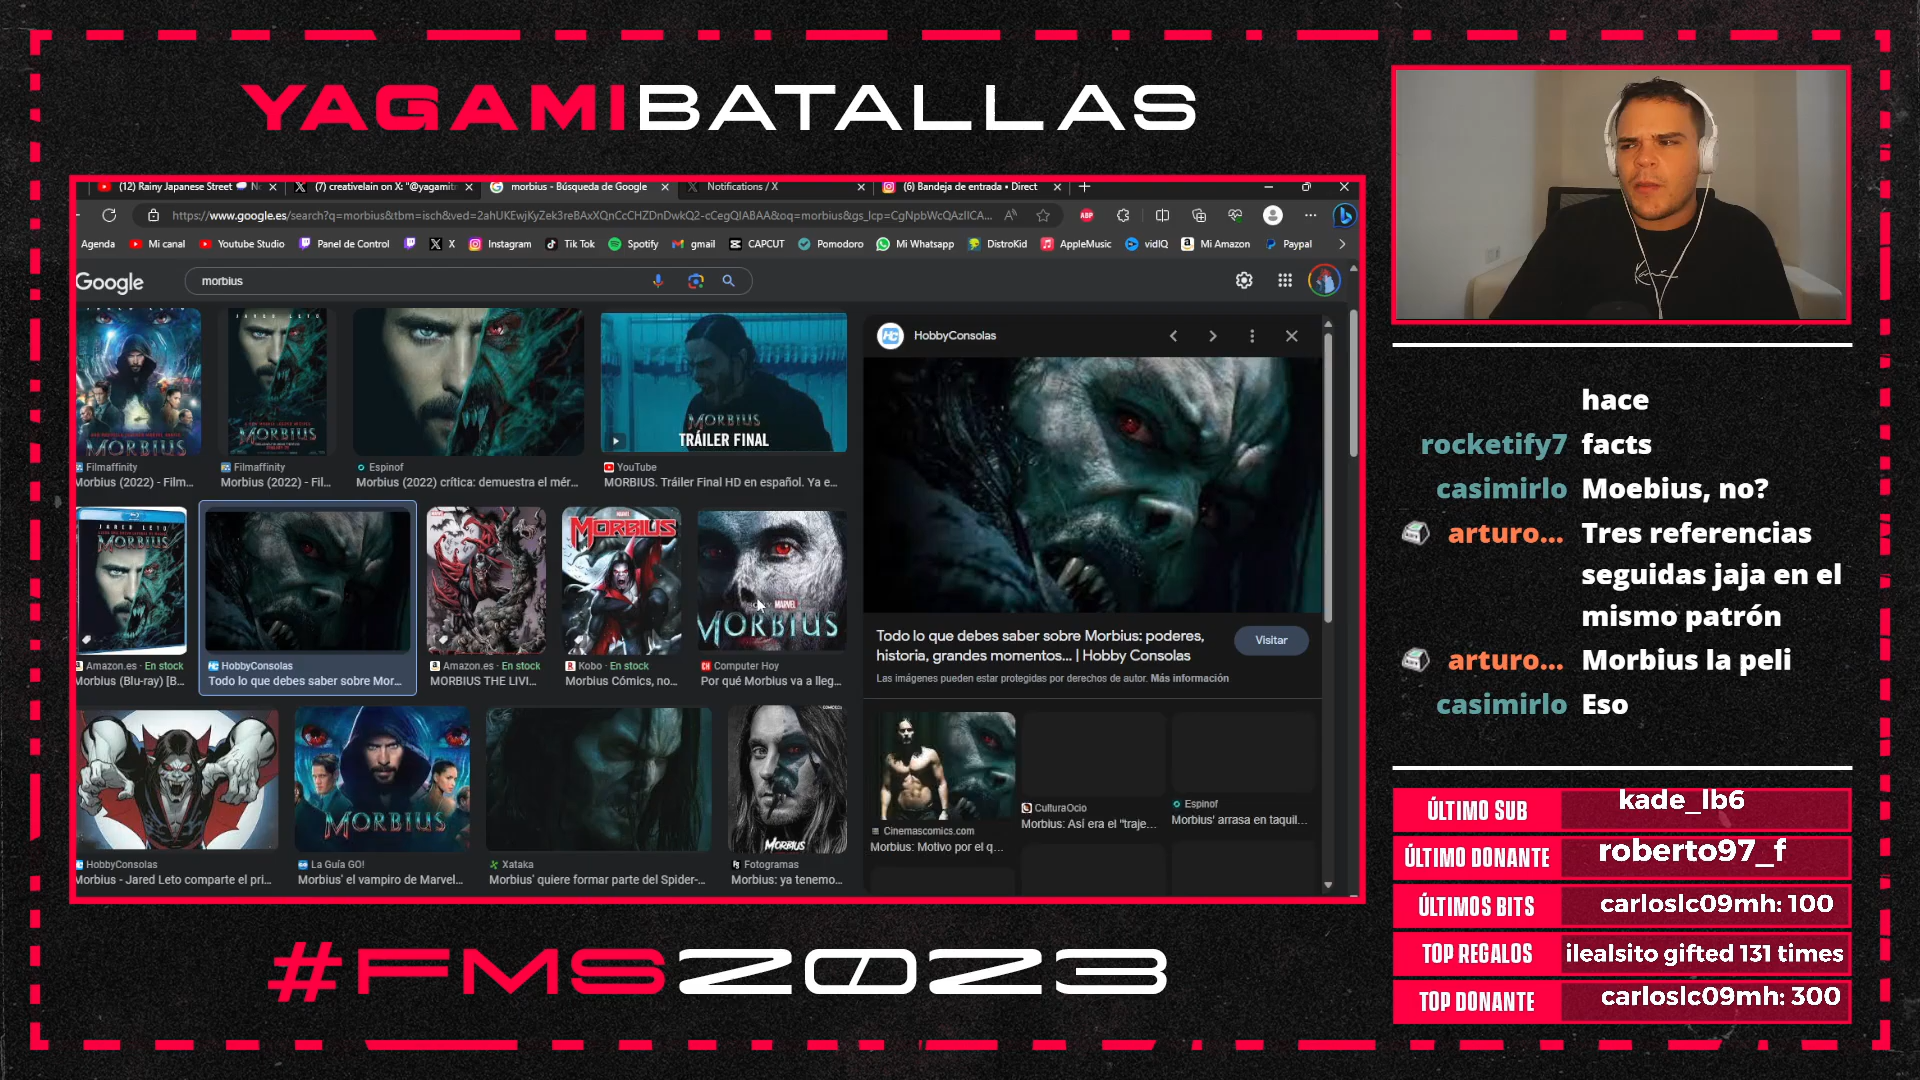 YAGAMIBATALLAS
(12) Rainy Japanese Street
(7) creativelain on X: "@yagamit
morbius - Búsqueda de Google
Notifications / X
(6) Bandeja de entrada • Direct
https://www.google.es/search?q=morbius&tbm=isch&ved=2ahUKEwjKyZek3reBAxXQnCcCHZDnDwkQ2-cCegQIABAA&oq=morbius&gs_lcp=CgNpbWcQAzIICA...
ABP
Agenda
Mi canal
Youtube Studio
Panel de Control
X
Instagram
Tik Tok
Spotify
gmail
CAPCUT
Pomodoro
Mi Whatsapp
DistroKid
AppleMusic
vidIQ
Mi Amazon
Paypal
Google
morbius
MORBIUS
JARED LETO
MORBIUS
MORBIUS
TRÁILER FINAL
Filmaffinity
Morbius (2022) - Film...
Filmaffinity
Morbius (2022) - Fil...
Espinof
Morbius (2022) crítica: demuestra el mér...
YouTube
MORBIUS. Tráiler Final HD en español. Ya e...
JARED LETO
MORBIUS
MORBIUS
MARVEL
MORBIUS
Amazon.es · En stock
Morbius (Blu-ray) [B...
HobbyConsolas
Todo lo que debes saber sobre Mor...
Amazon.es · En stock
MORBIUS THE LIVI...
Kobo · En stock
Morbius Cómics, no...
Computer Hoy
Por qué Morbius va a lleg...
MORBIUS
MORBIUS
HobbyConsolas
Morbius - Jared Leto comparte el pri...
La Guía GO!
Morbius' el vampiro de Marvel...
Xataka
Morbius' quiere formar parte del Spider-...
Fotogramas
Morbius: ya tenemo...
HC
HobbyConsolas
Todo lo que debes saber sobre Morbius: poderes,
historia, grandes momentos... | Hobby Consolas
Visitar
Las imágenes pueden estar protegidas por derechos de autor. Más información
Cinemascomics.com
Morbius: Motivo por el q...
CulturaOcio
Morbius: Así era el "traje...
Espinof
Morbius' arrasa en taquil...
hace
rocketify7 facts
casimirlo Moebius, no?
arturo... Tres referencias
seguidas jaja en el
mismo patrón
arturo... Morbius la peli
casimirlo Eso
ÚLTIMO SUB kade_lb6
ÚLTIMO DONANTE roberto97_f
ÚLTIMOS BITS carloslc09mh: 100
TOP REGALOS ilealsito gifted 131 times
TOP DONANTE carloslc09mh: 300
#FMS2023